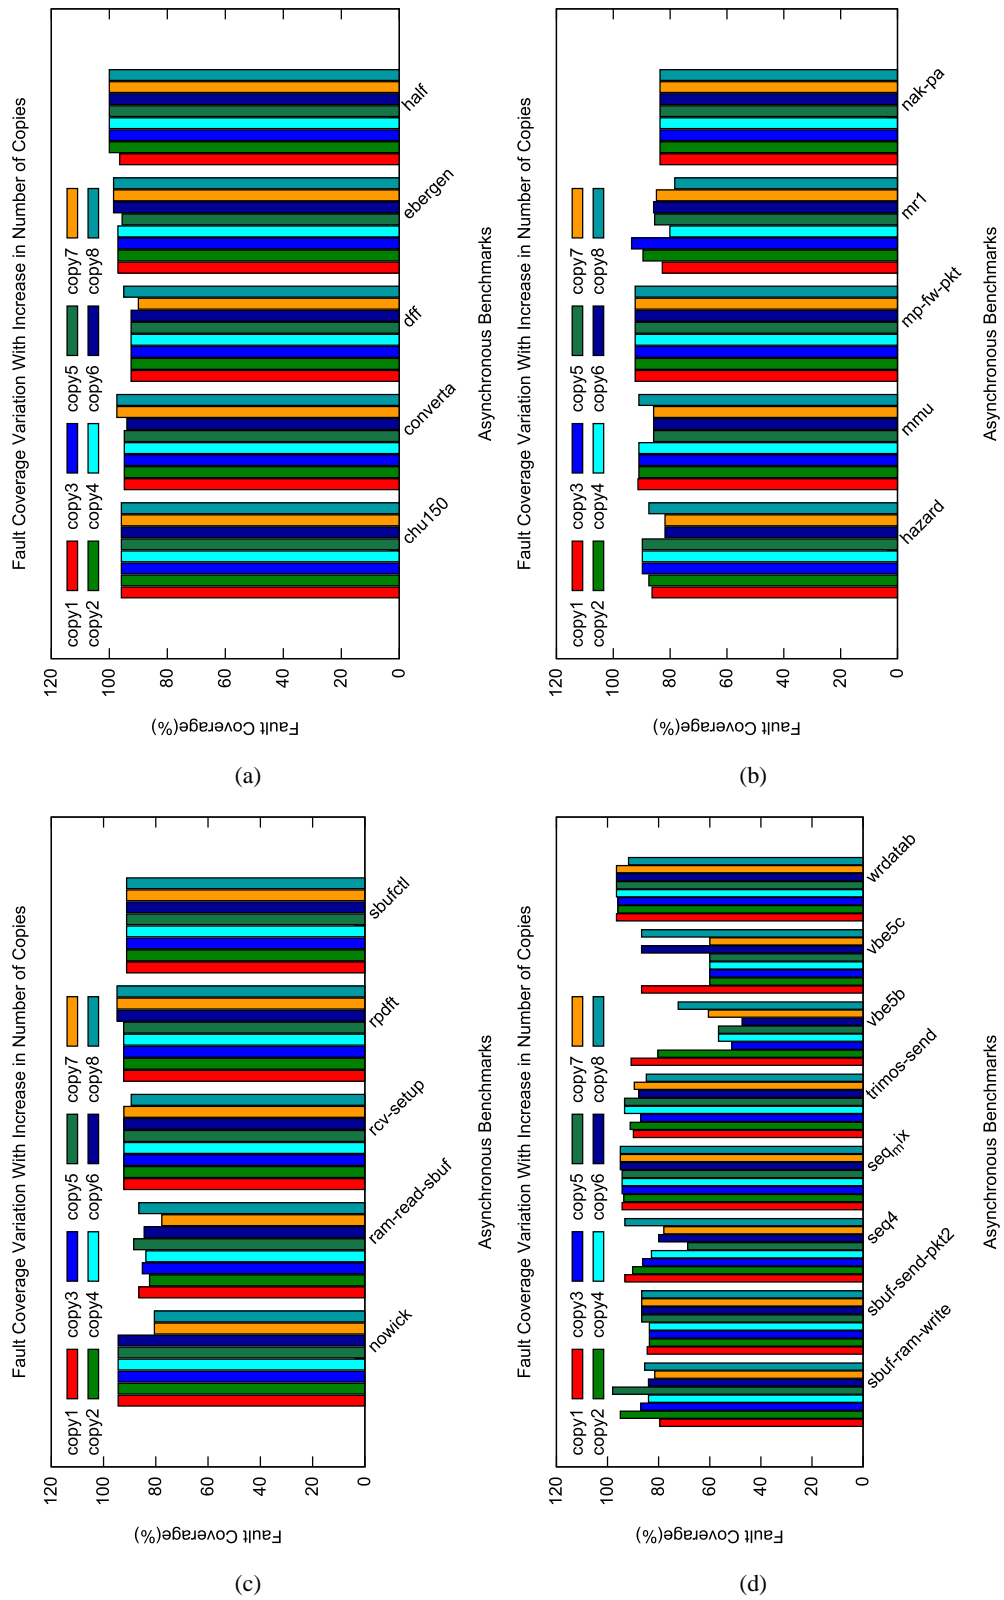 Fault Coverage Variation With Increase in Number of Copies
copy1 copy3 copy5 copy7
copy2 copy4 copy6 copy8
120
100
80
60
40
20
0
Fault Coverage(%)
chu150 converta dff ebergen half
Asynchronous Benchmarks
(a)
Fault Coverage Variation With Increase in Number of Copies
copy1 copy3 copy5 copy7
copy2 copy4 copy6 copy8
120
100
80
60
40
20
0
Fault Coverage(%)
hazard mmu mp-fw-pkt mr1 nak-pa
Asynchronous Benchmarks
(b)
Fault Coverage Variation With Increase in Number of Copies
copy1 copy3 copy5 copy7
copy2 copy4 copy6 copy8
120
100
80
60
40
20
0
Fault Coverage(%)
nowick ram-read-sbuf rcv-setup rpdft sbufctl
Asynchronous Benchmarks
(c)
Fault Coverage Variation With Increase in Number of Copies
copy1 copy3 copy5 copy7
copy2 copy4 copy6 copy8
120
100
80
60
40
20
0
Fault Coverage(%)
sbuf-ram-write sbuf-send-pkt2 seq4 seqmix trimos-send vbe5b vbe5c wrdatab
Asynchronous Benchmarks
(d)